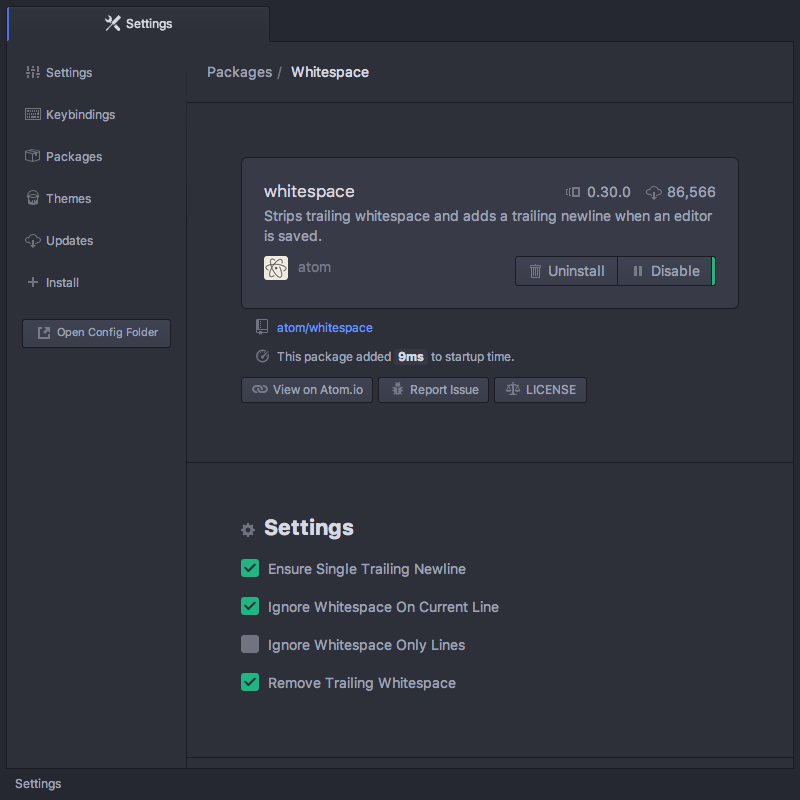 Settings
Settings
Keybindings
Packages
Themes
Updates
Install
Open Config Folder
Packages / Whitespace
whitespace 0.30.0 86,566
Strips trailing whitespace and adds a trailing newline when an editor
is saved.
atom Uninstall Disable
atom/whitespace
This package added 9ms to startup time.
View on Atom.io Report Issue LICENSE
Settings
Ensure Single Trailing Newline
Ignore Whitespace On Current Line
Ignore Whitespace Only Lines
Remove Trailing Whitespace
Settings